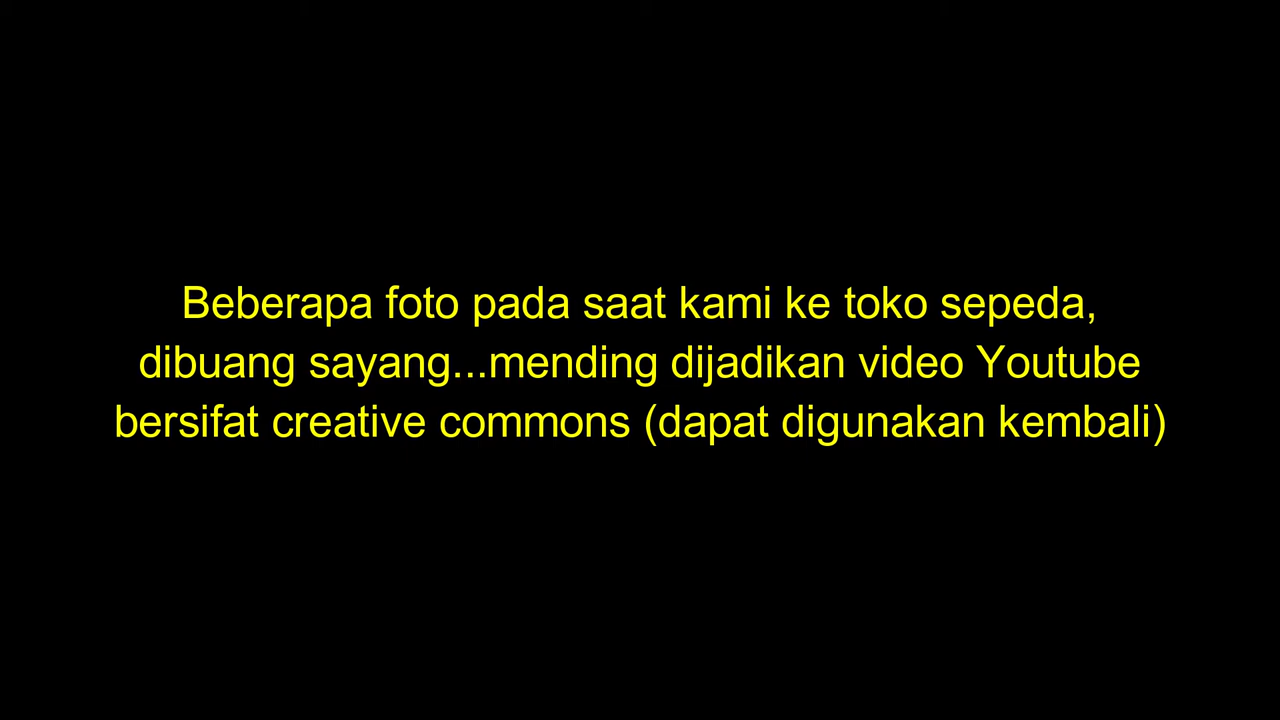 Beberapa foto pada saat kami ke toko sepeda,
dibuang sayang...mending dijadikan video Youtube
bersifat creative commons (dapat digunakan kembali)